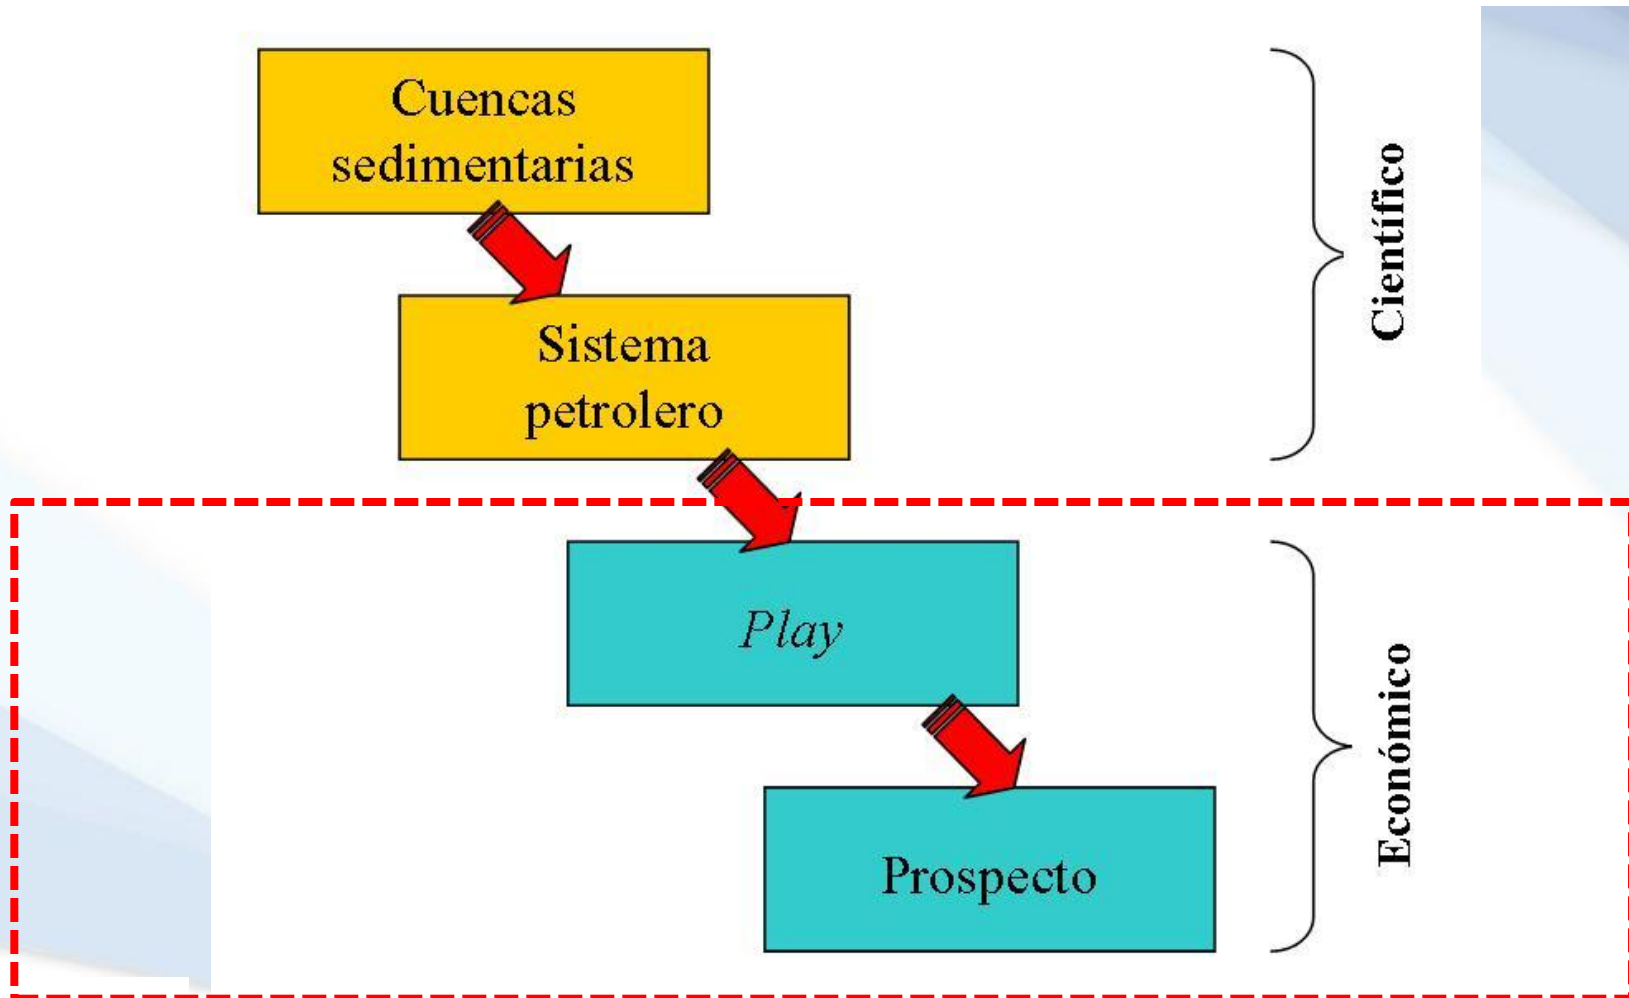 Cuencas
sedimentarias
Científico
Sistema
petrolero
Play
Económico
Prospecto